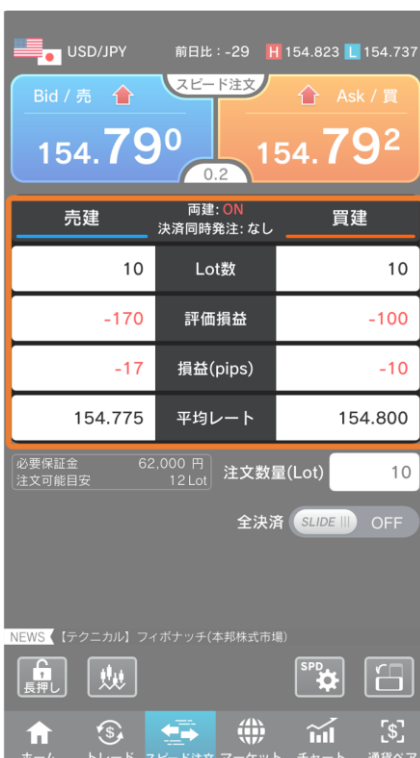 USD/JPY 前日比:-29 H 154.823 L 154.737
スピード注文
Bid / 売 Ask / 買
154.790 154.792
0.2
売建 両建: ON 買建
決済同時発注: なし
10 Lot数 10
-170 評価損益 -100
-17 損益(pips) -10
154.775 平均レート 154.800
必要保証金 62,000 円
注文可能目安 12 Lot
注文数量(Lot) 10
全決済 SLIDE OFF
NEWS 【テクニカル】フィボナッチ(本邦株式市場)
長押し SPD
ホーム トレード スピード注文 マーケット チャート 通貨ペア